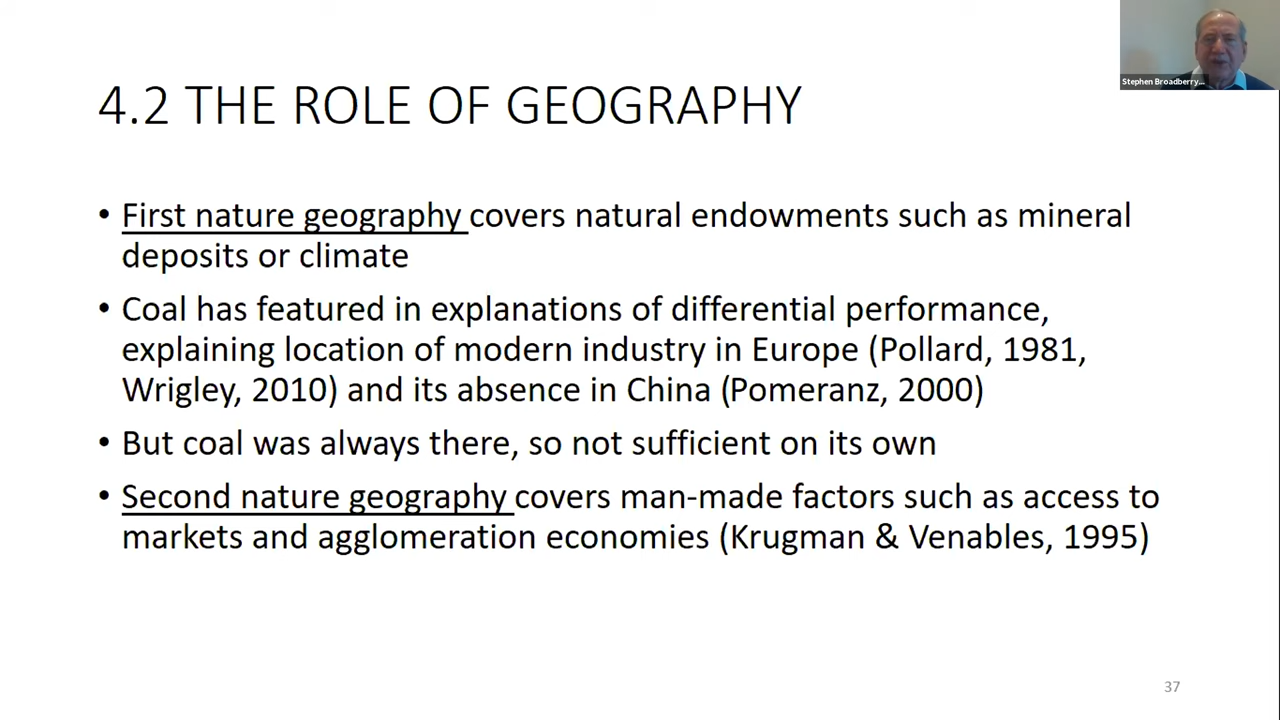 Stephen Broadberry...
4.2 THE ROLE OF GEOGRAPHY
• First nature geography covers natural endowments such as mineral
deposits or climate
• Coal has featured in explanations of differential performance,
explaining location of modern industry in Europe (Pollard, 1981,
Wrigley, 2010) and its absence in China (Pomeranz, 2000)
• But coal was always there, so not sufficient on its own
• Second nature geography covers man-made factors such as access to
markets and agglomeration economies (Krugman & Venables, 1995)
37